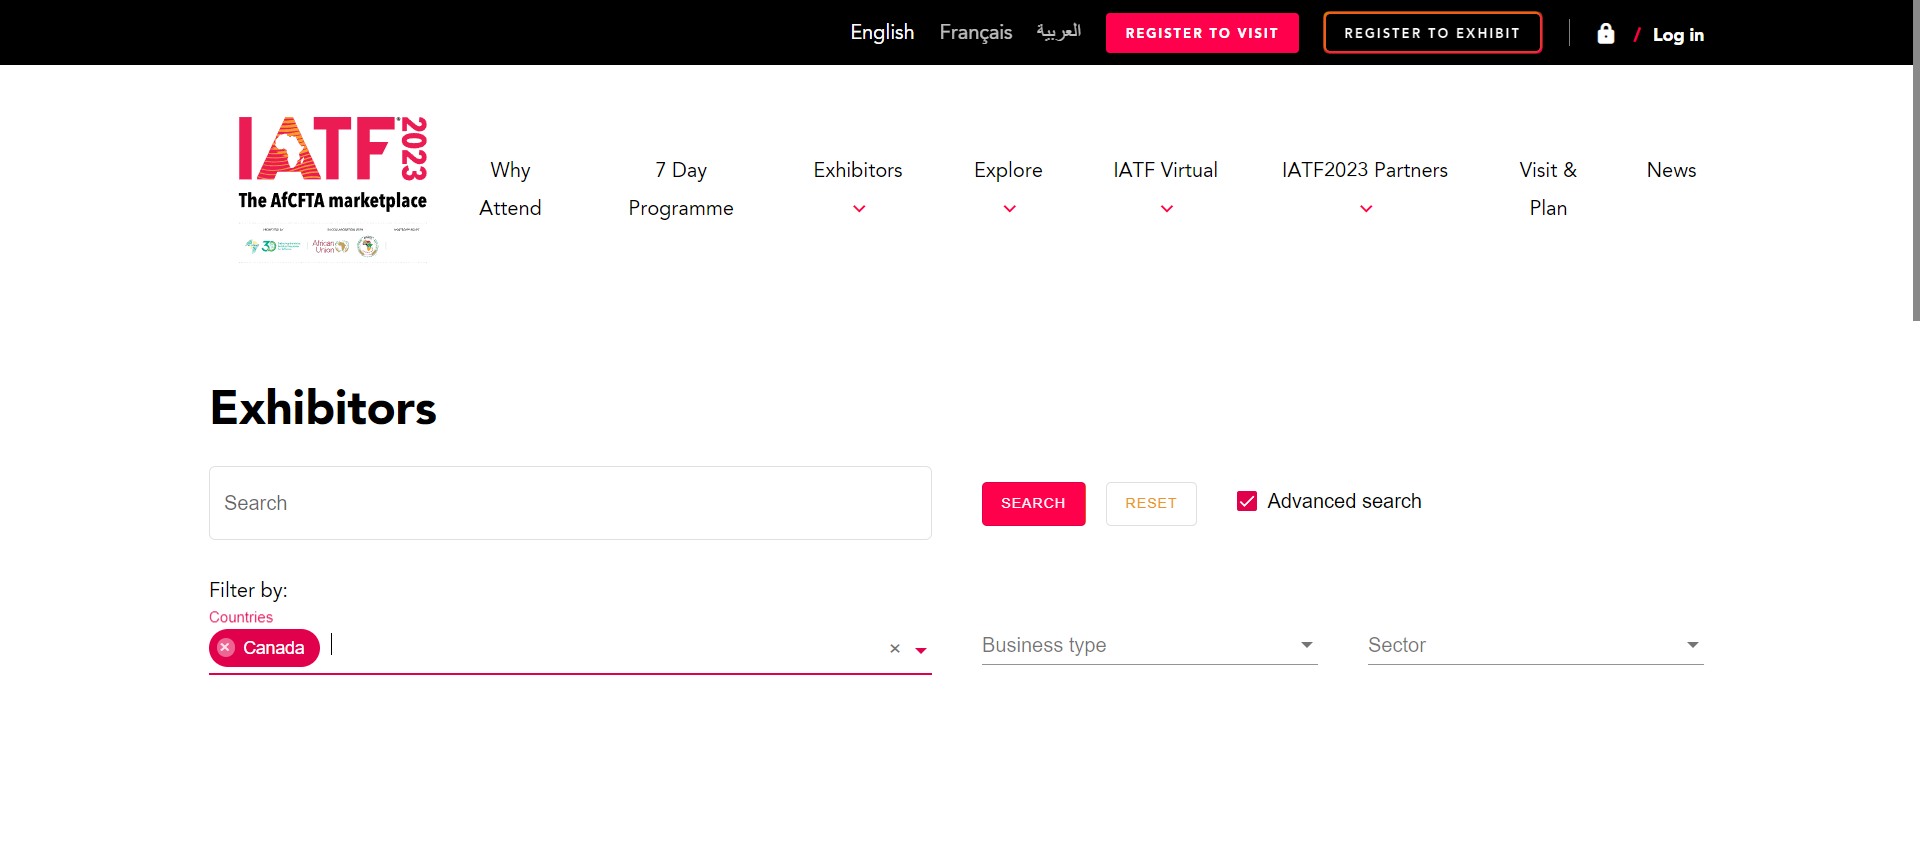 English Français العربية REGISTER TO VISIT REGISTER TO EXHIBIT / Log in
IATF 2023
The AfCFTA marketplace
African
Union
Why
Attend
7 Day
Programme
Exhibitors
Explore
IATF Virtual
IATF2023 Partners
Visit &
Plan
News
Exhibitors
Search
SEARCH RESET Advanced search
Filter by:
Countries
Canada
Business type
Sector